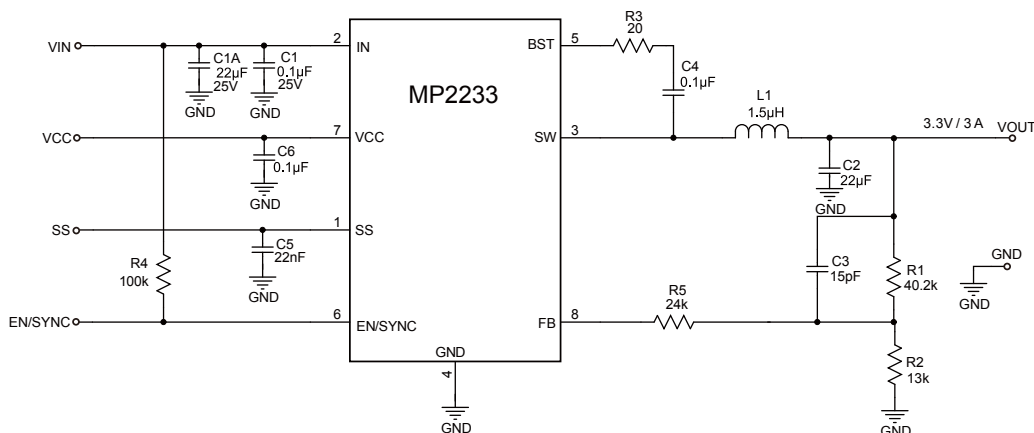 R3
20
VIN
2
IN
BST
5
C1A
22µF
25V
GND
C1
0.1µF
25V
GND
C4
0.1µF
MP2233
L1
1.5µH
VCC
7
VCC
SW
3
3.3V / 3 A
VOUT
C6
0.1µF
GND
C2
22µF
GND
SS
1
SS
C5
22nF
GND
R4
100k
C3
15pF
R1
40.2k
GND
GND
R5
24k
EN/SYNC
6
EN/SYNC
FB
8
GND
4
GND
R2
13k
GND